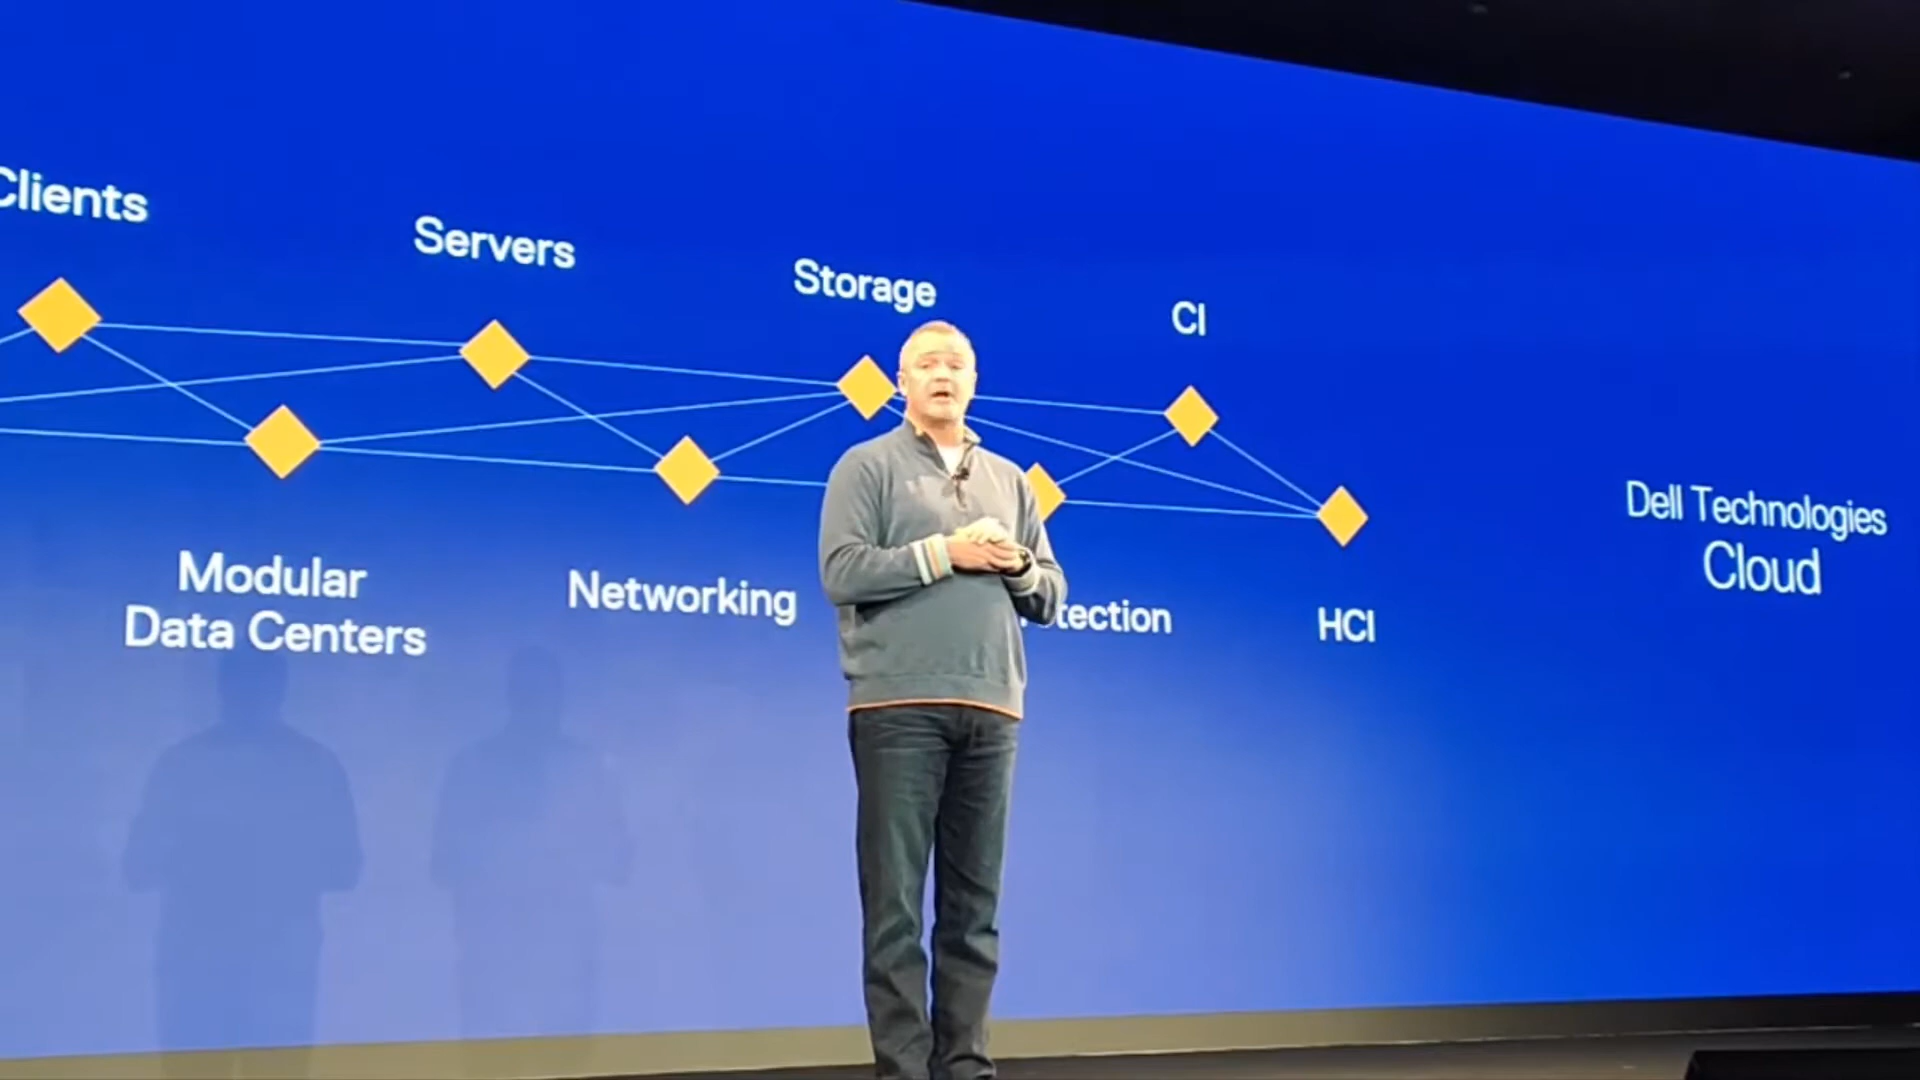 Clients
Servers
Storage
CI
Modular
Data Centers
Networking
HCI
Dell Technologies
Cloud